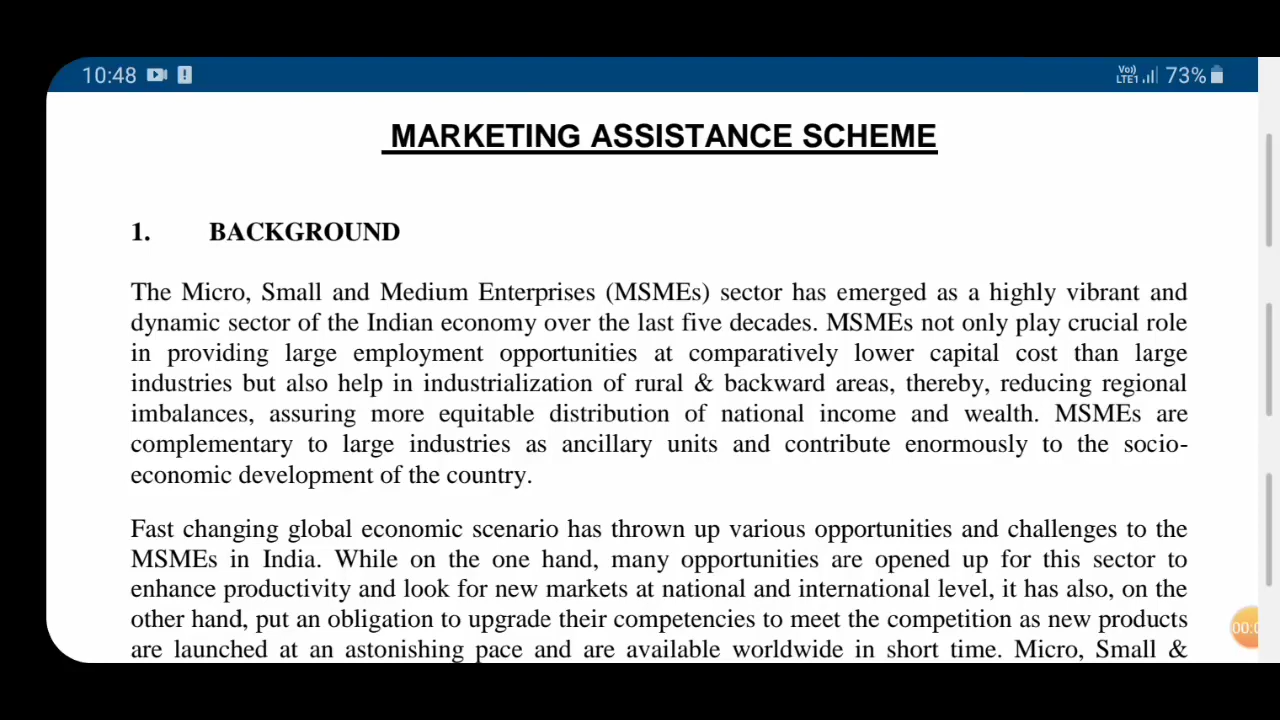 10:48
Vo)) LTE1 73%
MARKETING ASSISTANCE SCHEME
1. BACKGROUND
The Micro, Small and Medium Enterprises (MSMEs) sector has emerged as a highly vibrant and
dynamic sector of the Indian economy over the last five decades. MSMEs not only play crucial role
in providing large employment opportunities at comparatively lower capital cost than large
industries but also help in industrialization of rural & backward areas, thereby, reducing regional
imbalances, assuring more equitable distribution of national income and wealth. MSMEs are
complementary to large industries as ancillary units and contribute enormously to the socio-
economic development of the country.
Fast changing global economic scenario has thrown up various opportunities and challenges to the
MSMEs in India. While on the one hand, many opportunities are opened up for this sector to
enhance productivity and look for new markets at national and international level, it has also, on the
other hand, put an obligation to upgrade their competencies to meet the competition as new products
are launched at an astonishing pace and are available worldwide in short time. Micro, Small &